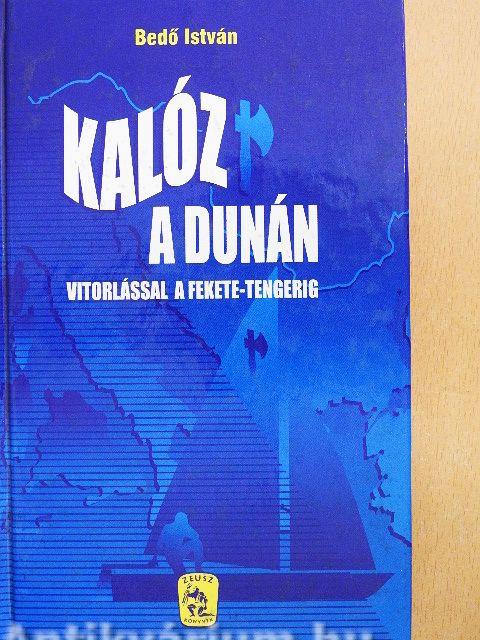 Bedő István
KALÓZ
A DUNÁN
VITORLÁSSAL A FEKETE-TENGERIG
ZEUSZ
KÖNYVEK